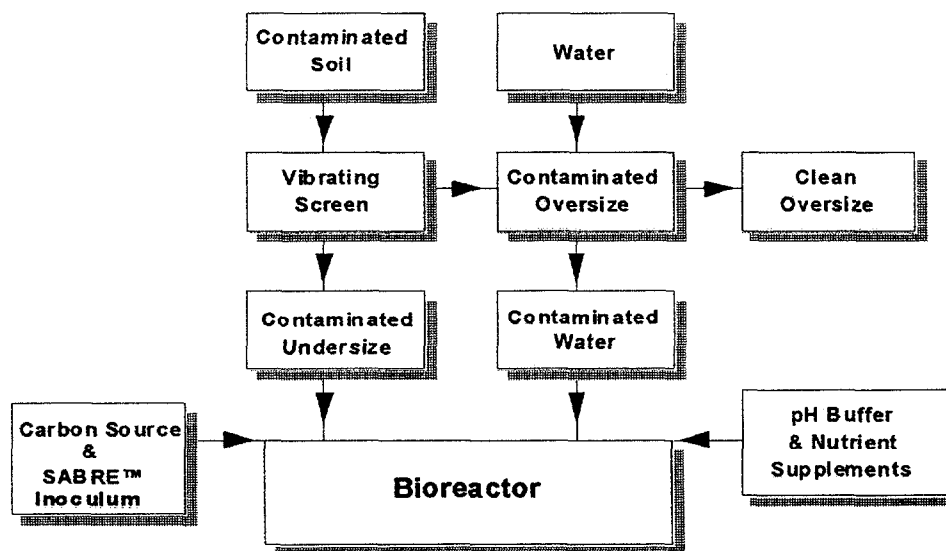 Contaminated
Soil
Water
Vibrating
Screen
Contaminated
Oversize
Clean
Oversize
Contaminated
Undersize
Contaminated
Water
Carbon Source
&
SABRE™
Inoculum
Bioreactor
pH Buffer
& Nutrient
Supplements